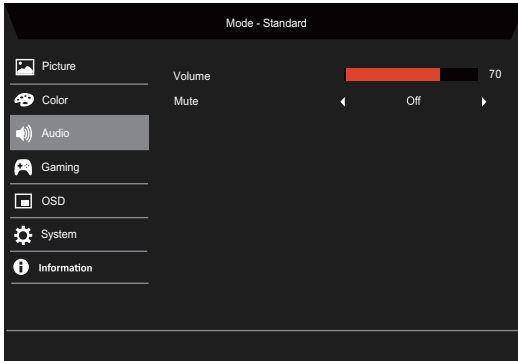 Mode - Standard
Picture
Color
Audio
Gaming
OSD
System
Information
Volume 70
Mute Off